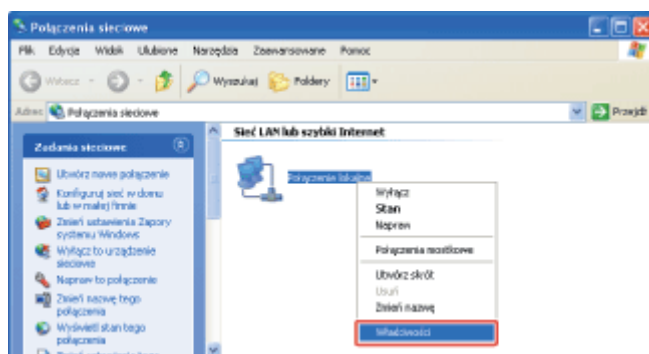 Połączenia sieciowe
Plik Edycja Widok Ulubione Narzędzia Zaawansowane Pomoc
Wstecz Wyszukaj Foldery
Adres Połączenia sieciowe Przejdź
Zadania sieciowe
Utwórz nowe połączenie
Konfiguruj sieć w domu
lub w małej firmie
Zmień ustawienia Zapory
systemu Windows
Wyłącz to urządzenie
sieciowe
Napraw to połączenie
Zmień nazwę tego
połączenia
Wyświetl stan tego
połączenia
Sieć LAN lub szybki Internet
Połączenie lokalne
Wyłącz
Stan
Napraw
Połączenia mostkowe
Utwórz skrót
Usuń
Zmień nazwę
Właściwości